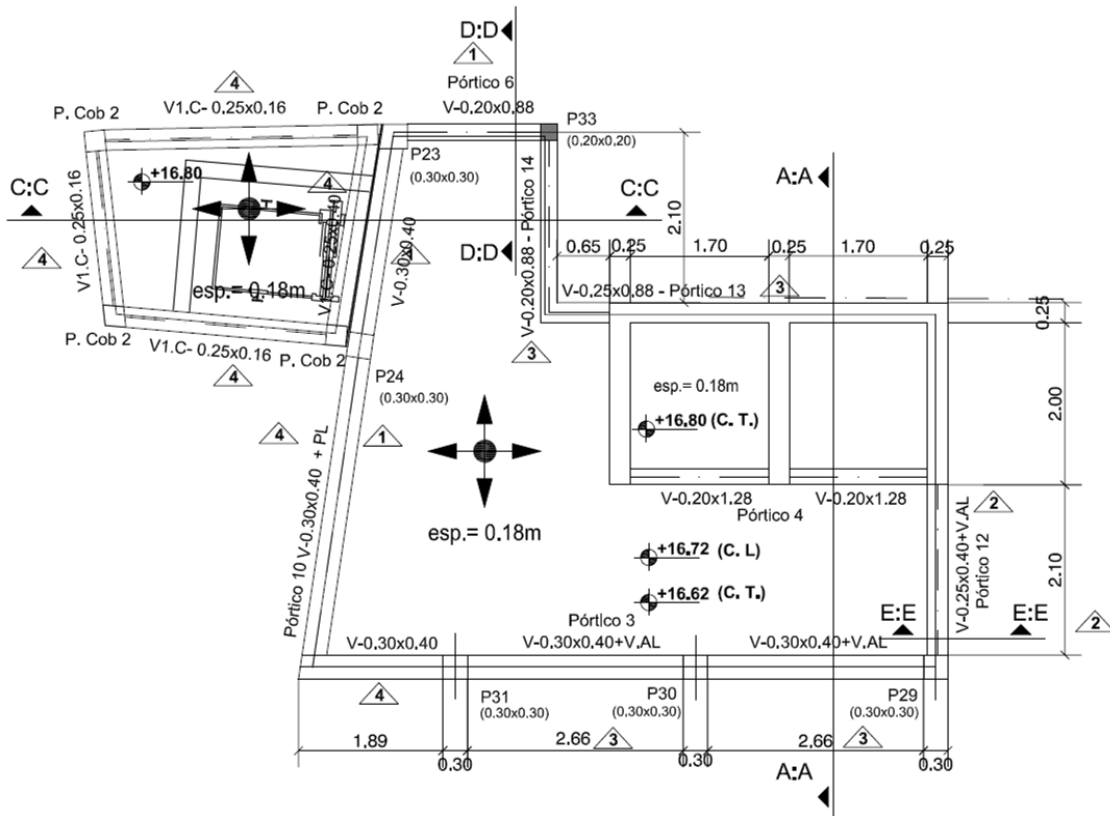 D:D
1
Pórtico 6
V-0.20x0.88
4
V1.C- 0.25x0.16
P. Cob 2
P. Cob 2
P33
(0.20x0.20)
P23
(0.30x0.30)
+16.80
4
C:C
C:C
A:A
V1.C- 0.25x0.16
4
H
V-0.30x0.40
V-0.20x0.88 - Pórtico 14
2.10
D:D
0.65
0.25
1.70
0.25
1.70
0.25
esp.= 0.18m
V-0,25x0.88 - Pórtico 13
3
0.25
P. Cob 2
V1.C- 0.25x0.16
P. Cob 2
4
3
P24
(0.30x0.30)
esp.= 0.18m
+16.80 (C. T.)
2.00
4
1
V-0.20x1.28
V-0.20x1.28
Pórtico 4
2
esp.= 0.18m
+16.72 (C. L)
+16.62 (C. T.)
Pórtico 10 V-0.30x0.40 + PL
V-0.25x0.40+V.AL
Pórtico 12
2.10
E:E
E:E
2
Pórtico 3
V-0.30x0.40
V-0.30x0.40+V.AL
V-0.30x0.40+V.AL
4
P31
(0.30x0.30)
P30
(0.30x0.30)
P29
(0.30x0.30)
1.89
0.30
2.66
3
0.30
2.66
3
0.30
A:A